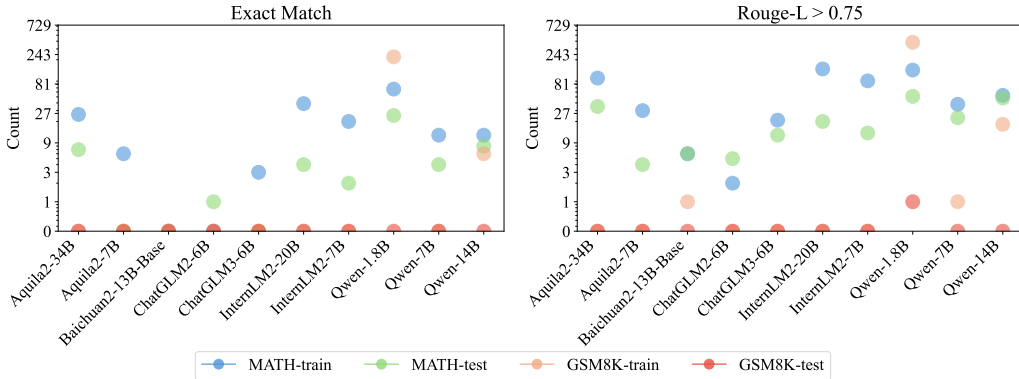 Exact Match
Rouge-L > 0.75
729
243
81
27
9
3
1
0
Count
729
243
81
27
9
3
1
0
Count
Aquila2-34B
Aquila2-7B
Baichuan2-13B-Base
ChatGLM2-6B
ChatGLM3-6B
InternLM2-20B
InternLM2-7B
Qwen-1.8B
Qwen-7B
Qwen-14B
Aquila2-34B
Aquila2-7B
Baichuan2-13B-Base
ChatGLM2-6B
ChatGLM3-6B
InternLM2-20B
InternLM2-7B
Qwen-1.8B
Qwen-7B
Qwen-14B
MATH-train MATH-test GSM8K-train GSM8K-test